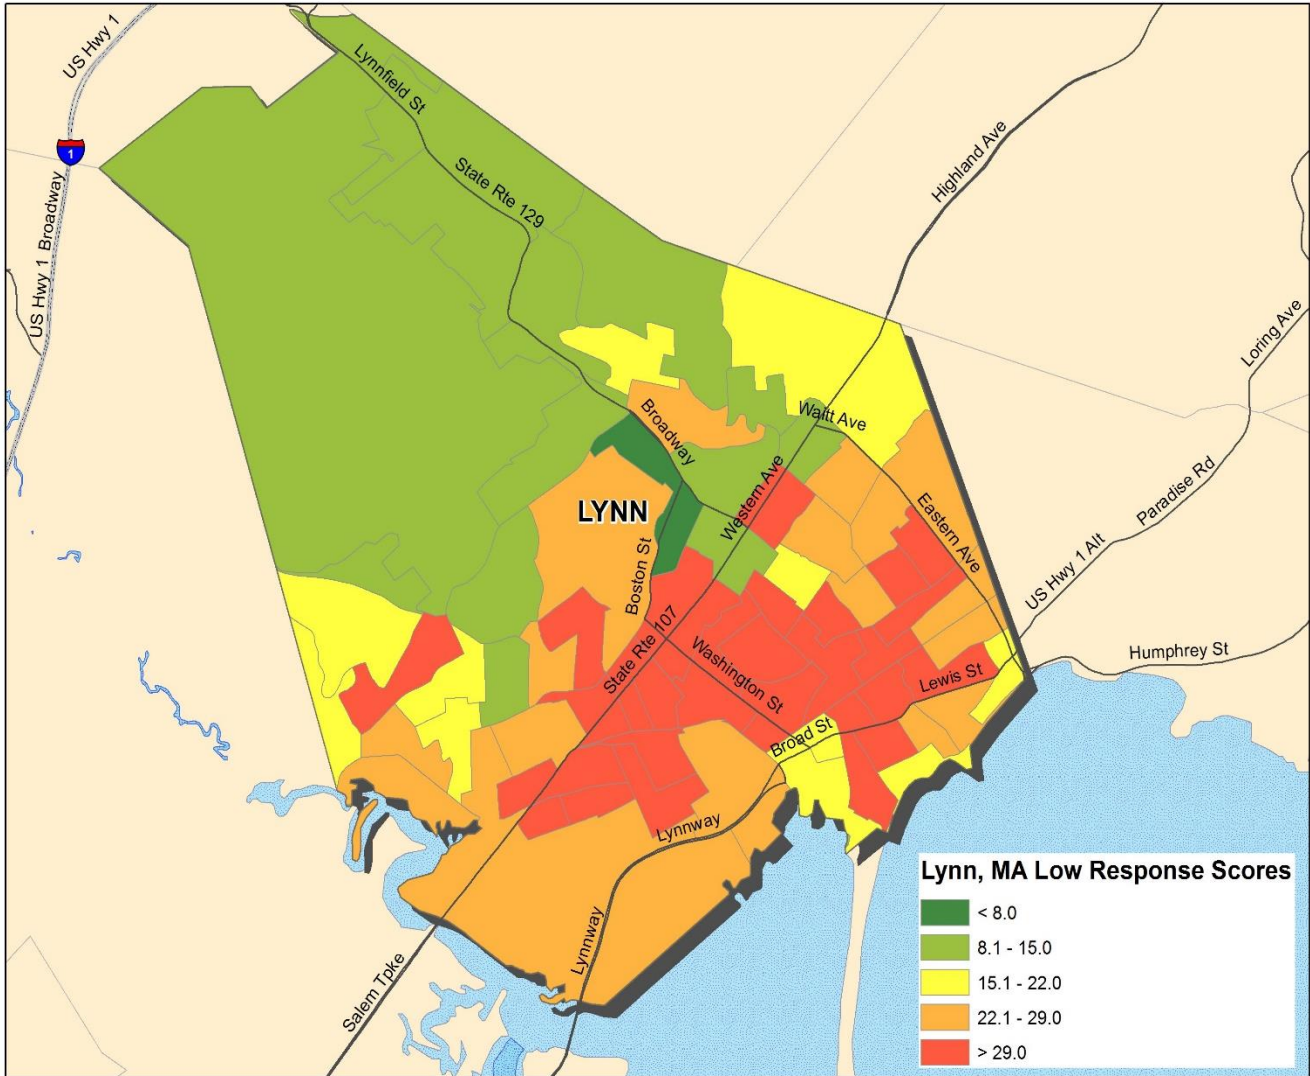 US Hwy 1
1
US Hwy 1 Broadway
Lynnfield St
State Rte 129
Highland Ave
Loring Ave
Broadway
Waitt Ave
Western Ave
Paradise Rd
LYNN
Eastern Ave
US Hwy 1 Alt
Boston St
State Rte 107
Washington St
Humphrey St
Lewis St
Broad St
Lynnway
Lynnway
Salem Tpke
Lynn, MA Low Response Scores
< 8.0
8.1 - 15.0
15.1 - 22.0
22.1 - 29.0
> 29.0